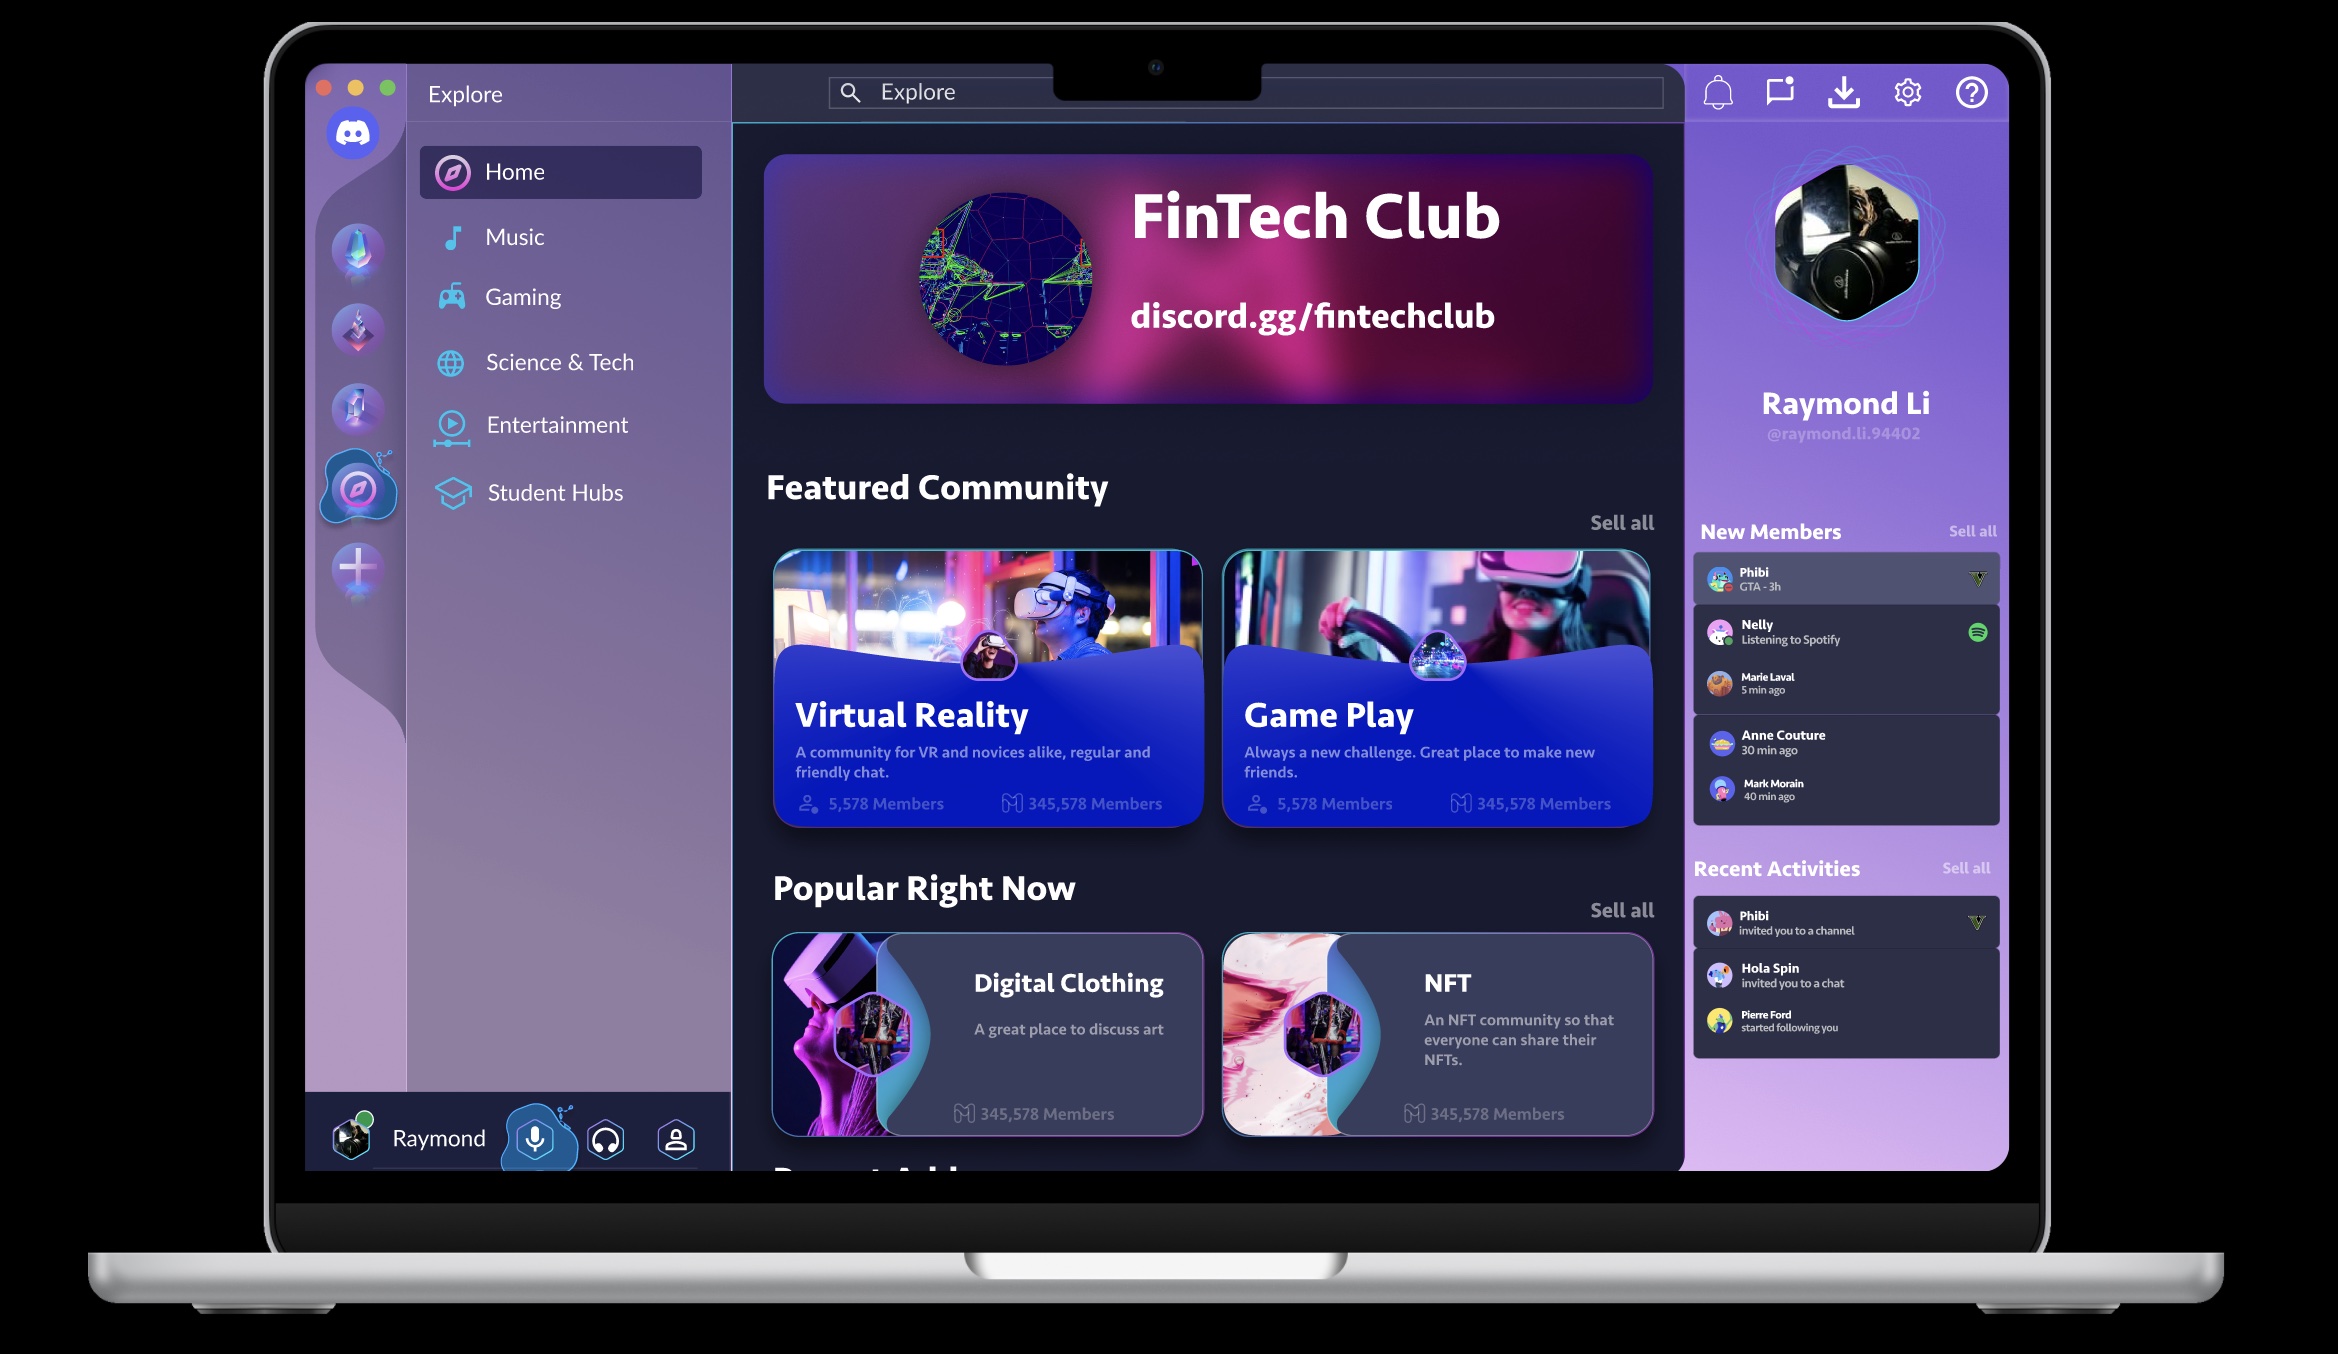 Explore
Home
Music
Gaming
Science & Tech
Entertainment
Student Hubs
Raymond
Explore
FinTech Club
discord.gg/fintechclub
Featured Community
Sell all
Virtual Reality
A community for VR and novices alike, regular and
friendly chat.
5,578 Members
345,578 Members
Game Play
Always a new challenge. Great place to make new
friends.
5,578 Members
345,578 Members
Popular Right Now
Sell all
Digital Clothing
A great place to discuss art
345,578 Members
NFT
An NFT community so that
everyone can share their
NFTs.
345,578 Members
Raymond Li
@raymond.li.94402
New Members
Sell all
Phibi
GTA - 3h
Nelly
Listening to Spotify
Marie Laval
5 min ago
Anne Couture
30 min ago
Mark Morain
40 min ago
Recent Activities
Sell all
Phibi
invited you to a channel
Hola Spin
invited you to a chat
Pierre Ford
started following you